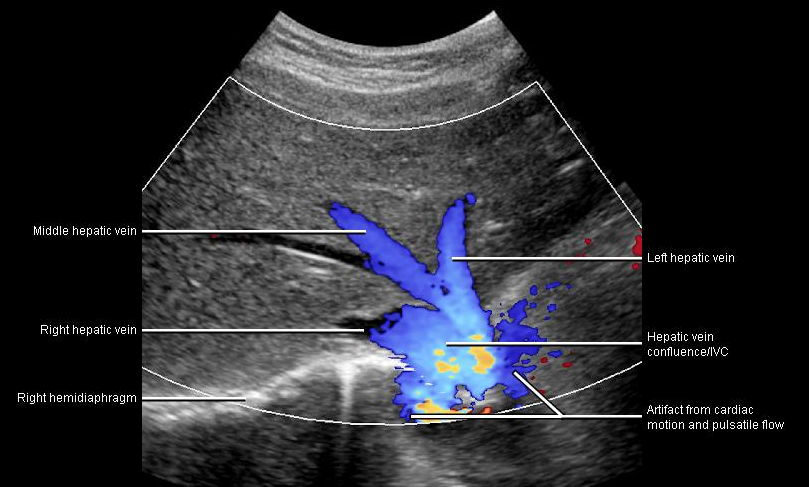 Middle hepatic vein
Left hepatic vein
Right hepatic vein
Hepatic vein
confluence/IVC
Right hemidiaphragm
Artifact from cardiac
motion and pulsatile flow